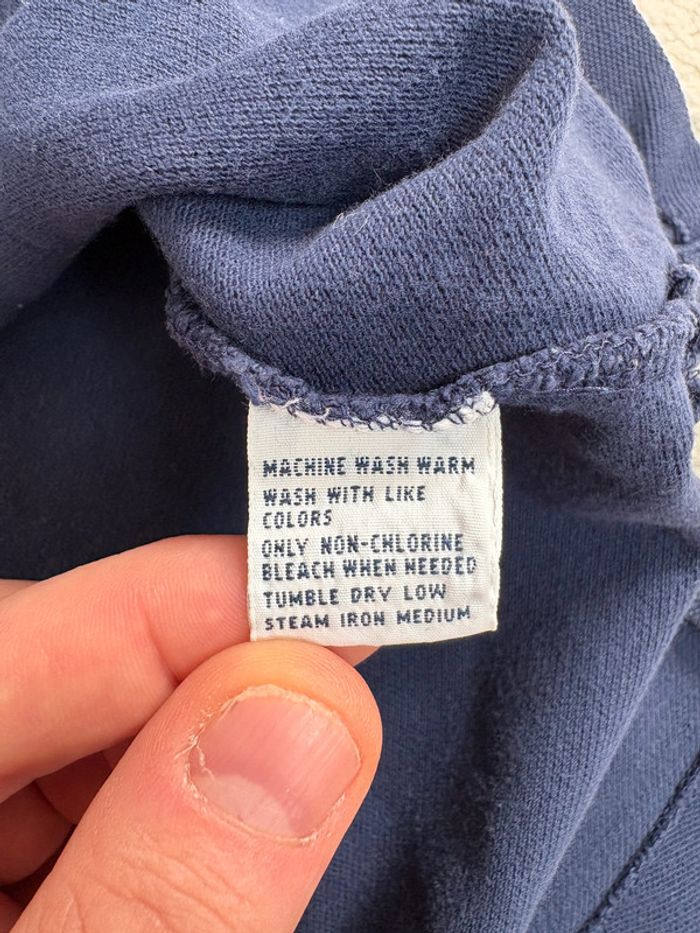 MACHINE WASH WARM
WASH WITH LIKE
COLORS
ONLY NON-CHLORINE
BLEACH WHEN NEEDED
TUMBLE DRY LOW
STEAM IRON MEDIUM